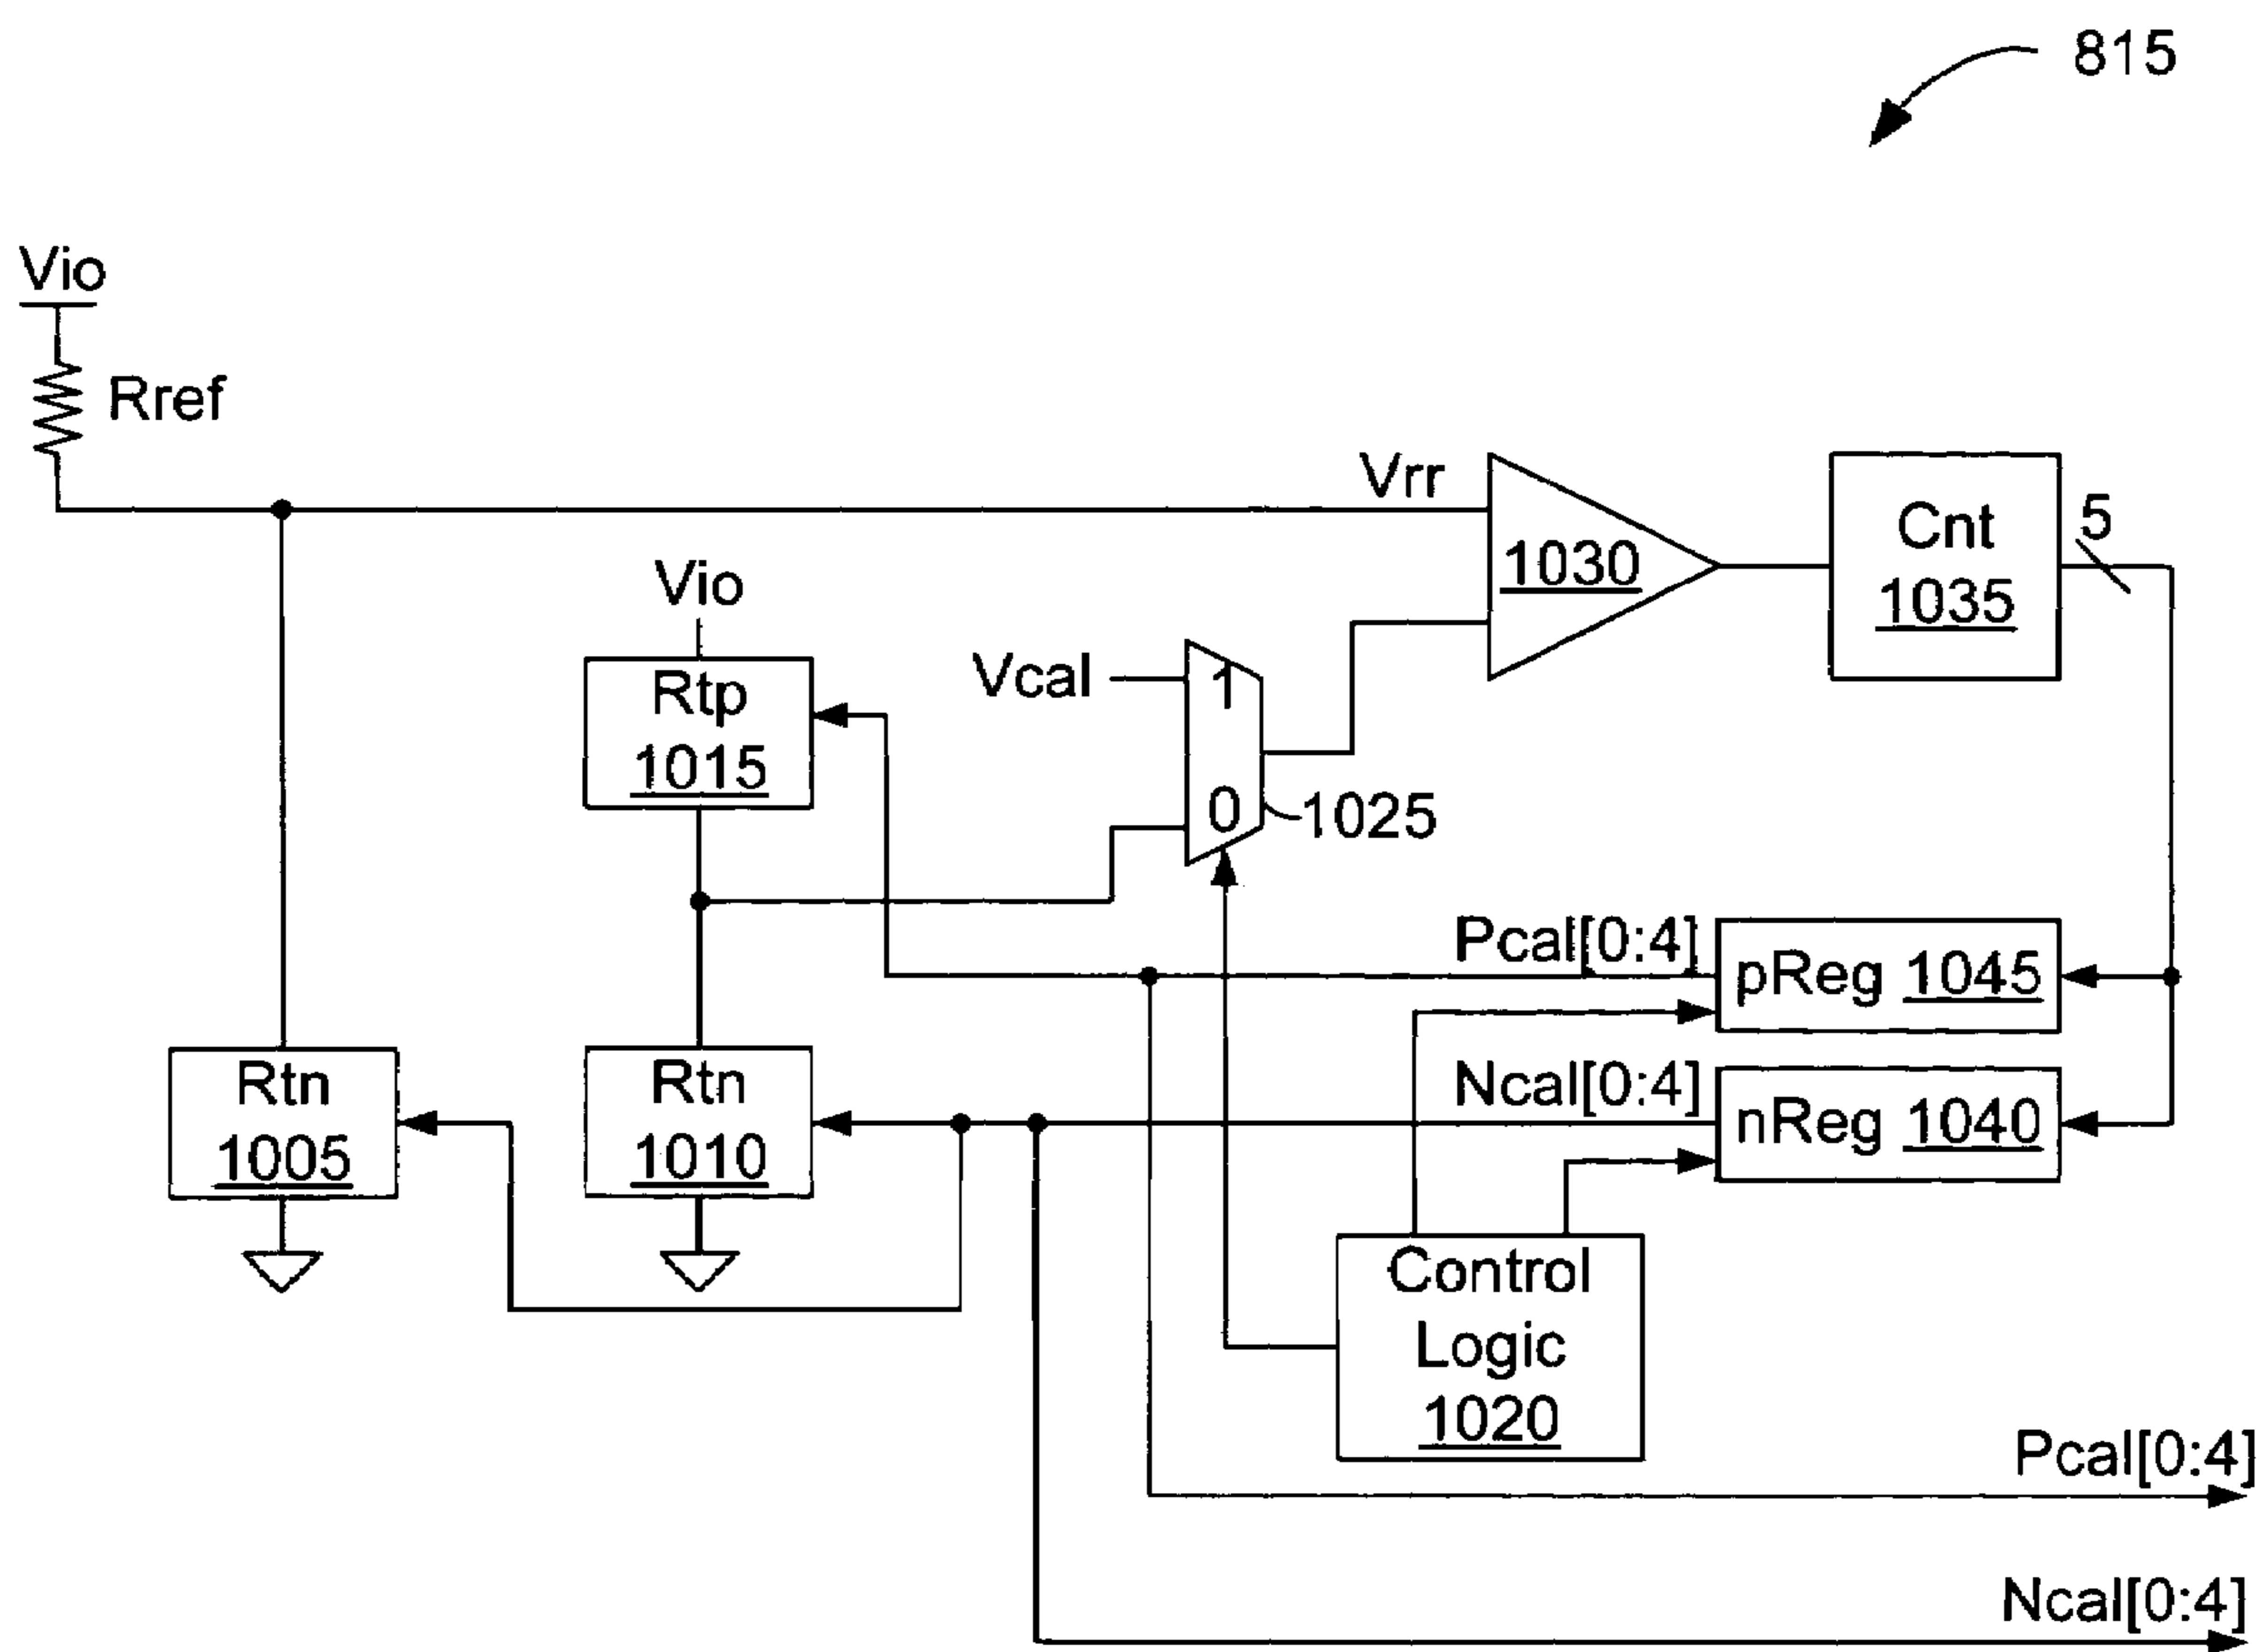 815
Vio
Rref
Vrr
1030
Cnt
1035
5
Vio
Rtp
1015
Vcal
1
0
1025
Pcal[0:4]
pReg 1045
Ncal[0:4]
nReg 1040
Rtn
1005
Rtn
1010
Control
Logic
1020
Pcal[0:4]
Ncal[0:4]